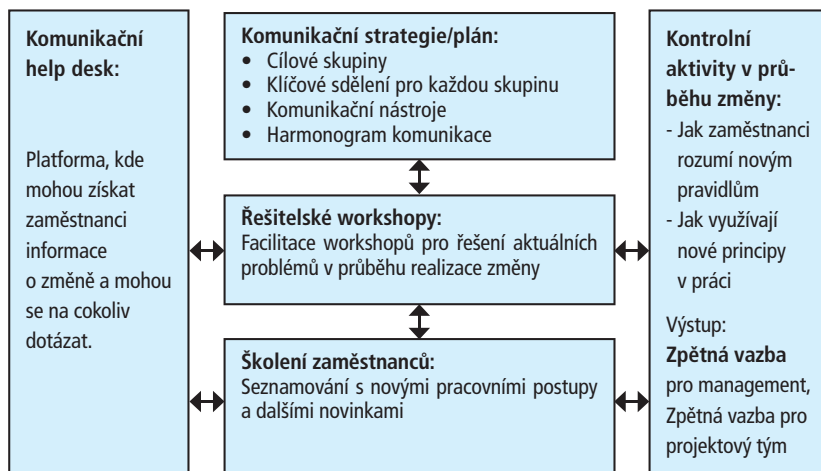 Komunikační
help desk:
Platforma, kde
mohou získat
zaměstnanci
informace
o změně a mohou
se na cokoliv
dotázat.
Komunikační strategie/plán:
• Cílové skupiny
• Klíčové sdělení pro každou skupinu
• Komunikační nástroje
• Harmonogram komunikace
Řešitelské workshopy:
Facilitace workshopů pro řešení aktuálních
problémů v průběhu realizace změny
Školení zaměstnanců:
Seznamování s novými pracovními postupy
a dalšími novinkami
Kontrolní
aktivity v prů-
běhu změny:
- Jak zaměstnanci
rozumí novým
pravidlům
- Jak využívají
nové principy
v práci
Výstup:
Zpětná vazba
pro management,
Zpětná vazba pro
projektový tým